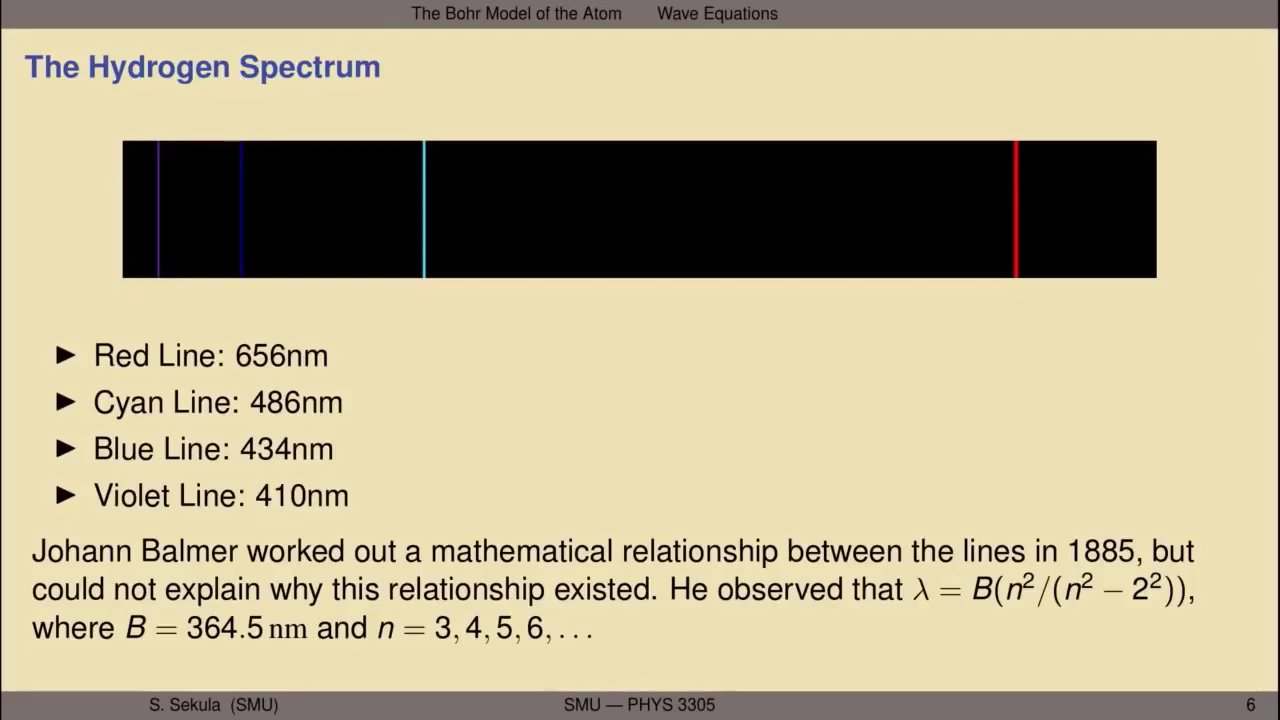 The Bohr Model of the Atom Wave Equations
The Hydrogen Spectrum
▶ Red Line: 656nm
▶ Cyan Line: 486nm
▶ Blue Line: 434nm
▶ Violet Line: 410nm
Johann Balmer worked out a mathematical relationship between the lines in 1885, but
could not explain why this relationship existed. He observed that λ = B(n²/(n² − 2²)),
where B = 364.5 nm and n = 3, 4, 5, 6, . . .
S. Sekula (SMU) SMU — PHYS 3305 6